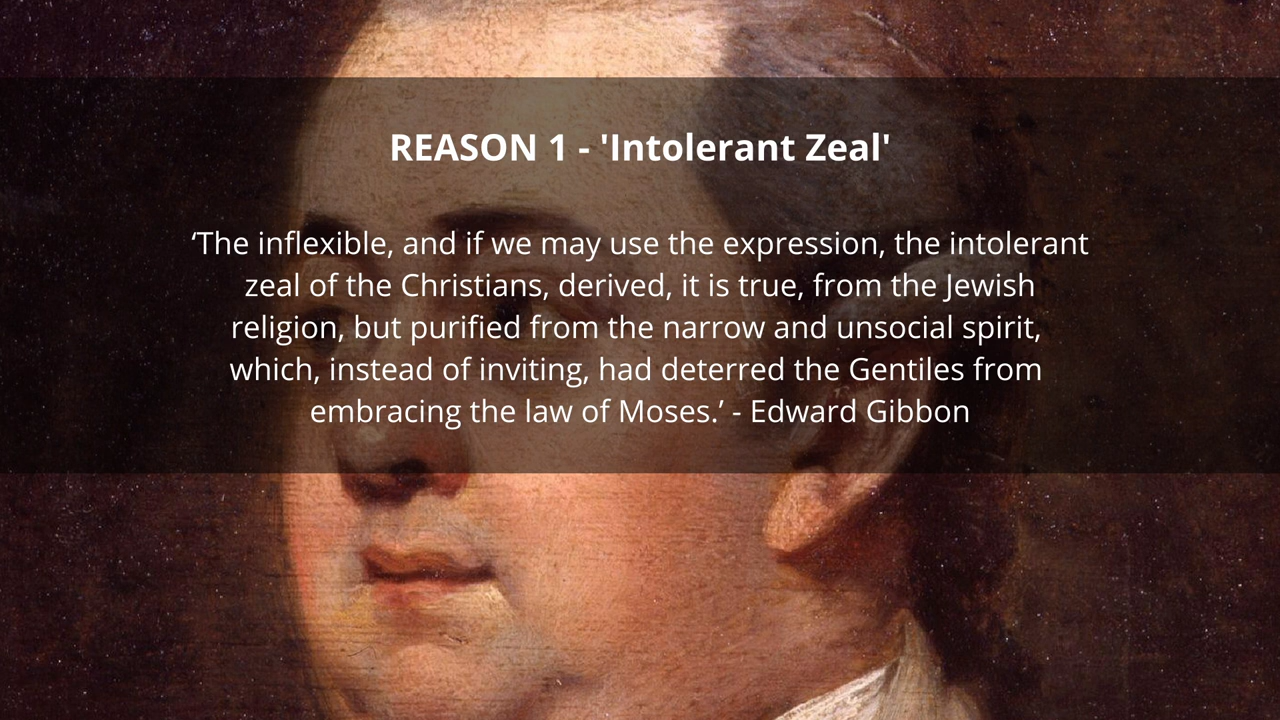 REASON 1 - 'Intolerant Zeal'
‘The inflexible, and if we may use the expression, the intolerant
zeal of the Christians, derived, it is true, from the Jewish
religion, but purified from the narrow and unsocial spirit,
which, instead of inviting, had deterred the Gentiles from
embracing the law of Moses.’ - Edward Gibbon